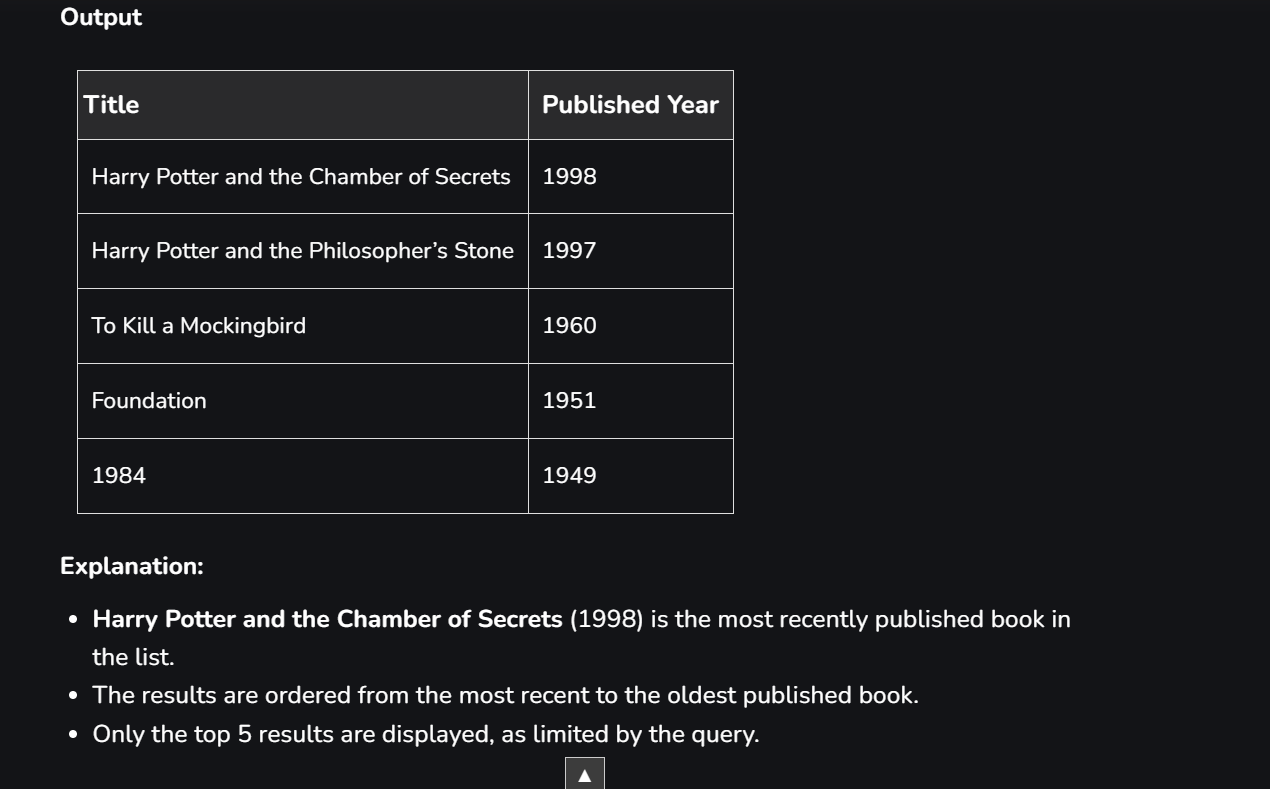 Output
Title Published Year
Harry Potter and the Chamber of Secrets 1998
Harry Potter and the Philosopher’s Stone 1997
To Kill a Mockingbird 1960
Foundation 1951
1984 1949
Explanation:
• Harry Potter and the Chamber of Secrets (1998) is the most recently published book in
the list.
• The results are ordered from the most recent to the oldest published book.
• Only the top 5 results are displayed, as limited by the query.